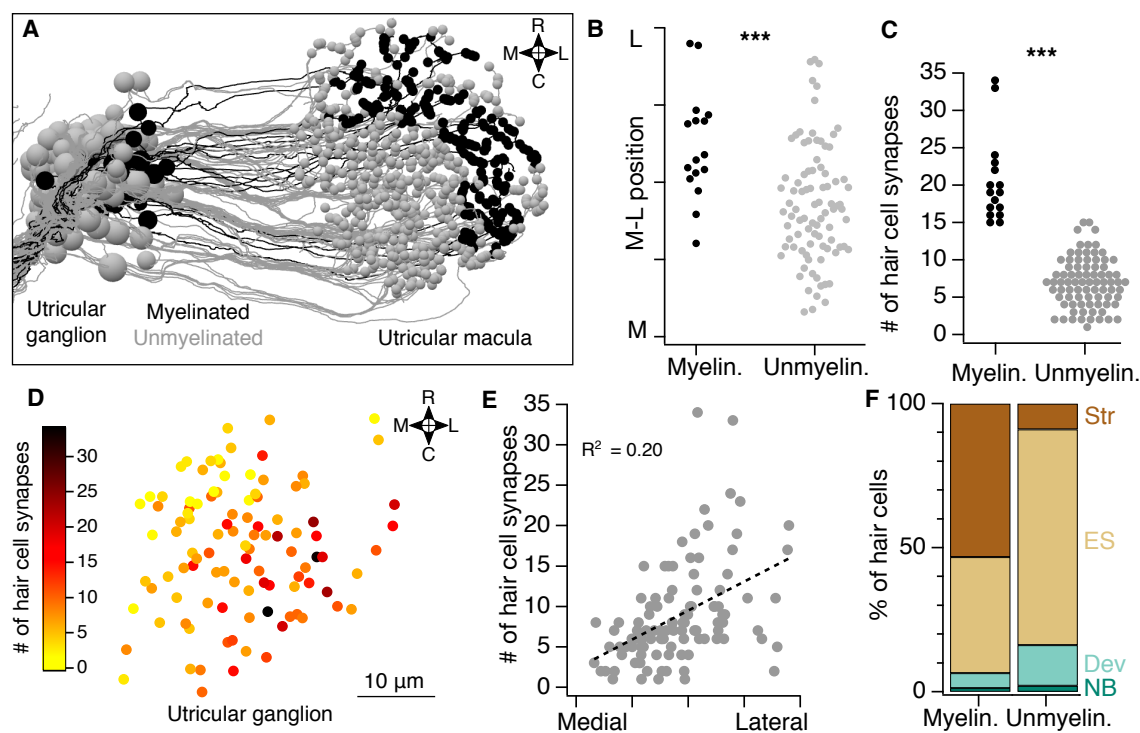 A
R
M L
C
Utricular
ganglion
Myelinated
Unmyelinated
Utricular macula
B
***
L
M-L position
M
Myelin. Unmyelin.
C
***
# of hair cell synapses
35
30
25
20
15
10
5
0
Myelin. Unmyelin.
D
R
M L
C
# of hair cell synapses
30
25
20
15
10
5
0
10 µm
Utricular ganglion
E
# of hair cell synapses
35
30
25
20
15
10
5
0
R² = 0.20
Medial Lateral
F
% of hair cells
100
50
0
Str
ES
Dev
NB
Myelin. Unmyelin.